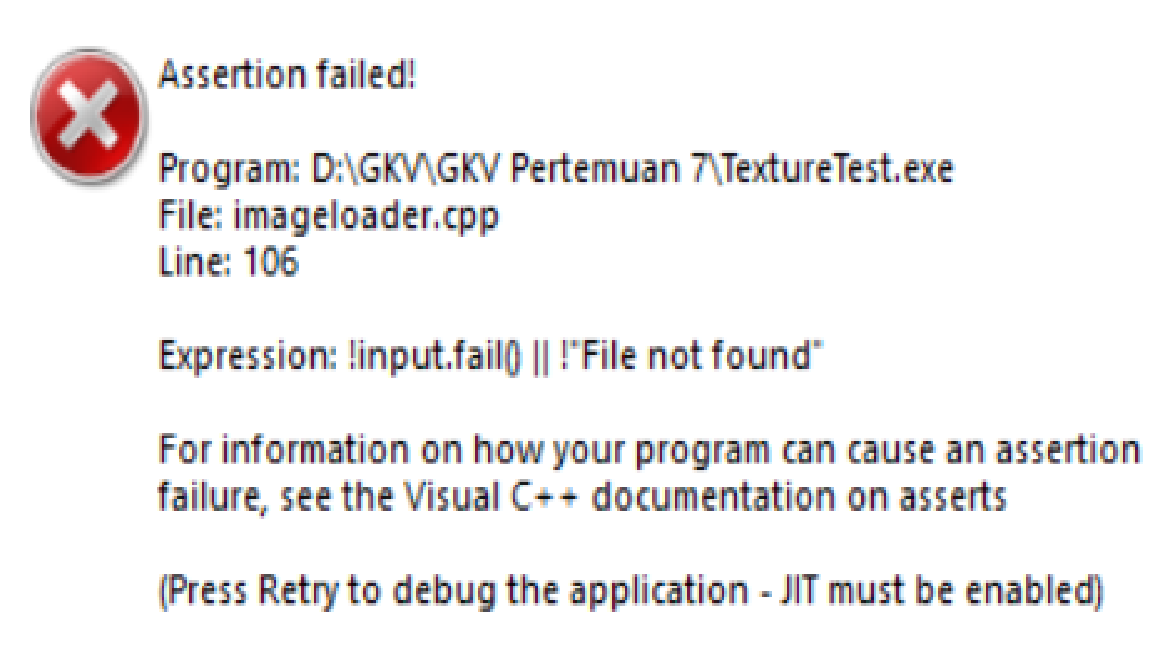 Assertion failed!
Program: D:\GKV\GKV Pertemuan 7\TextureTest.exe
File: imageloader.cpp
Line: 106
Expression: !input.fail() || !"File not found"
For information on how your program can cause an assertion
failure, see the Visual C++ documentation on asserts
(Press Retry to debug the application - JIT must be enabled)